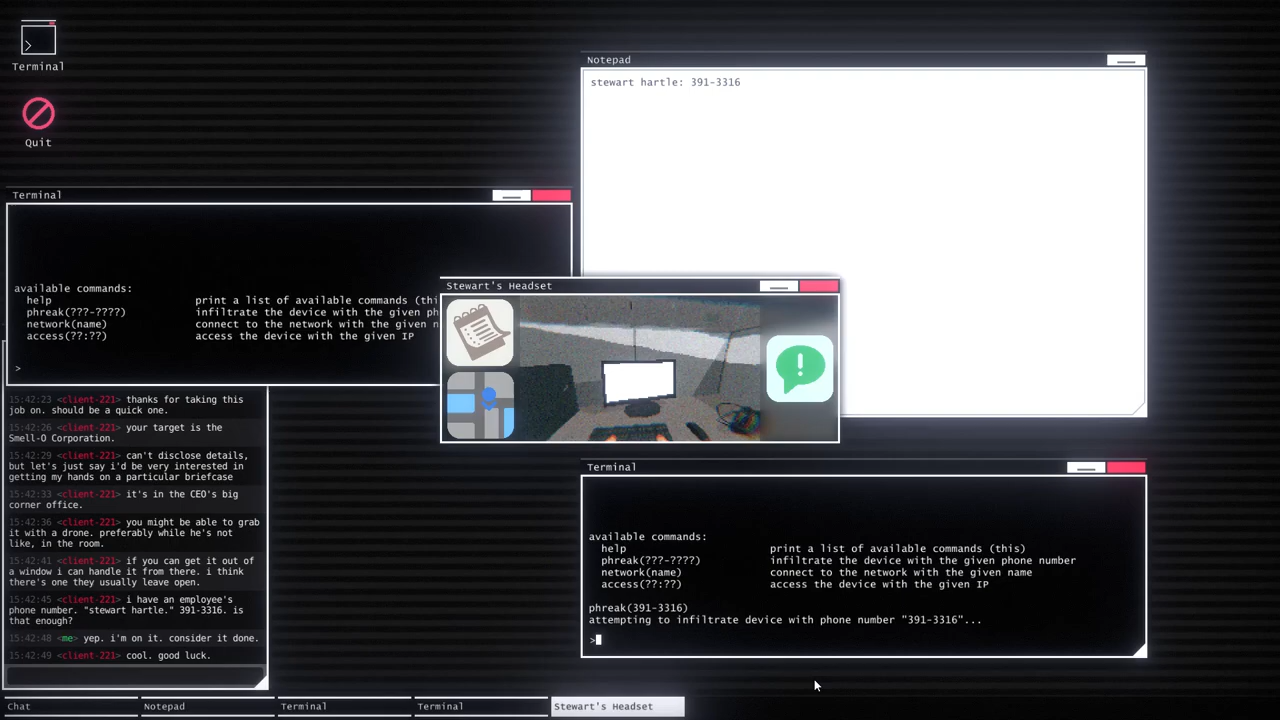 Terminal
Quit
Notepad
stewart hartle: 391-3316
Terminal
available commands:
help print a list of available commands (this
phreak(???-????) infiltrate the device with the given ph
network(name) connect to the network with the given n
access(??:??) access the device with the given IP
>
Stewart's Headset
!
15:42:23 <client-221> thanks for taking this
job on. should be a quick one.
15:42:26 <client-221> your target is the
Smell-O Corporation.
15:42:29 <client-221> can't disclose details,
but let's just say i'd be very interested in
getting my hands on a particular briefcase
15:42:33 <client-221> it's in the CEO's big
corner office.
15:42:36 <client-221> you might be able to grab
it with a drone. preferably while he's not
like, in the room.
15:42:41 <client-221> if you can get it out of
a window i can handle it from there. i think
there's one they usually leave open.
15:42:45 <client-221> i have an employee's
phone number. "stewart hartle." 391-3316. is
that enough?
15:42:48 <me> yep. i'm on it. consider it done.
15:42:49 <client-221> cool. good luck.
Terminal
available commands:
help print a list of available commands (this)
phreak(???-????) infiltrate the device with the given phone number
network(name) connect to the network with the given name
access(??:??) access the device with the given IP
phreak(391-3316)
attempting to infiltrate device with phone number "391-3316"...
>
Chat
Notepad
Terminal
Terminal
Stewart's Headset